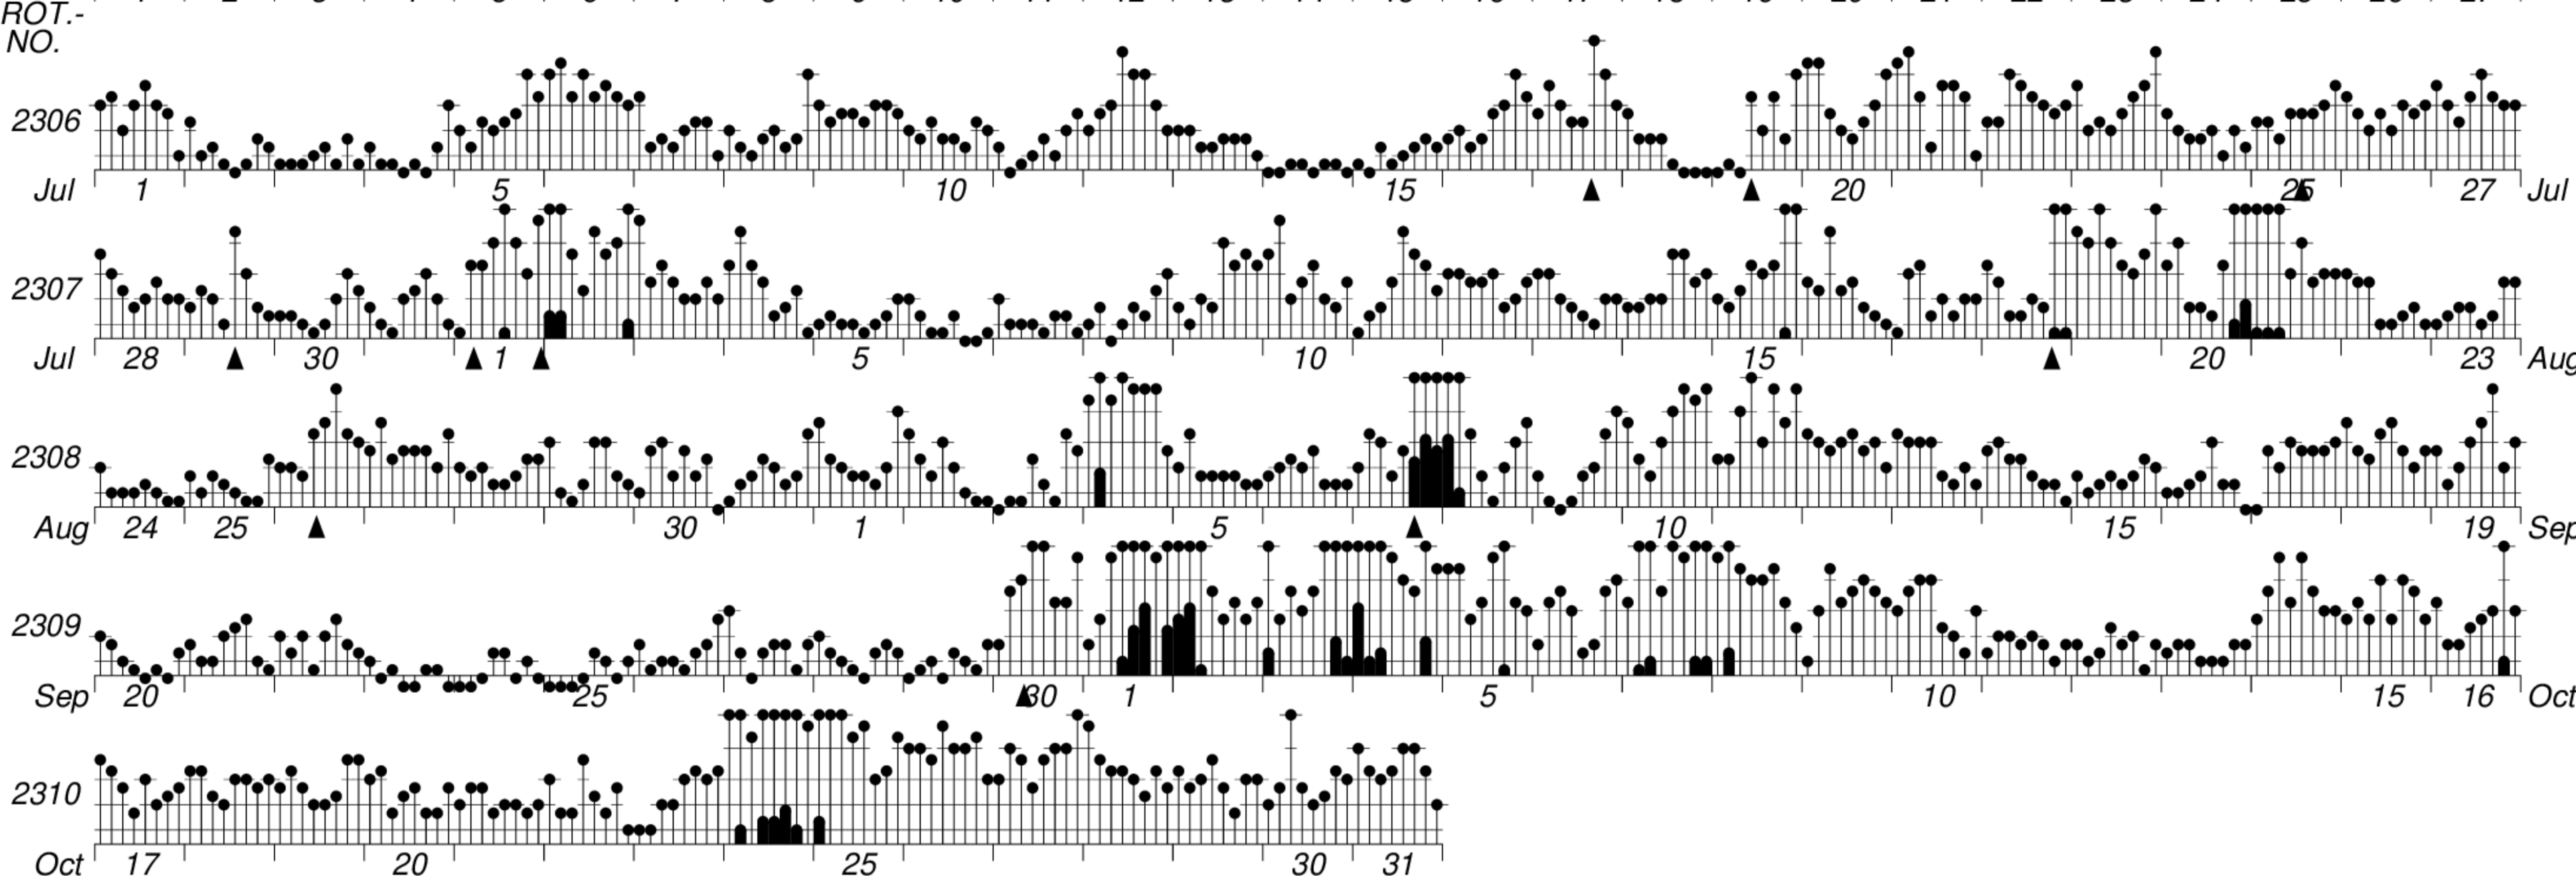 ROT.-
NO.
2306
Jul 1 5 10 15 20 25 27 Jul
2307
Jul 28 30 1 5 10 15 20 23 Aug
2308
Aug 24 25 30 1 5 10 15 19 Sep
2309
Sep 20 25 30 1 5 10 15 16 Oct
2310
Oct 17 20 25 30 31